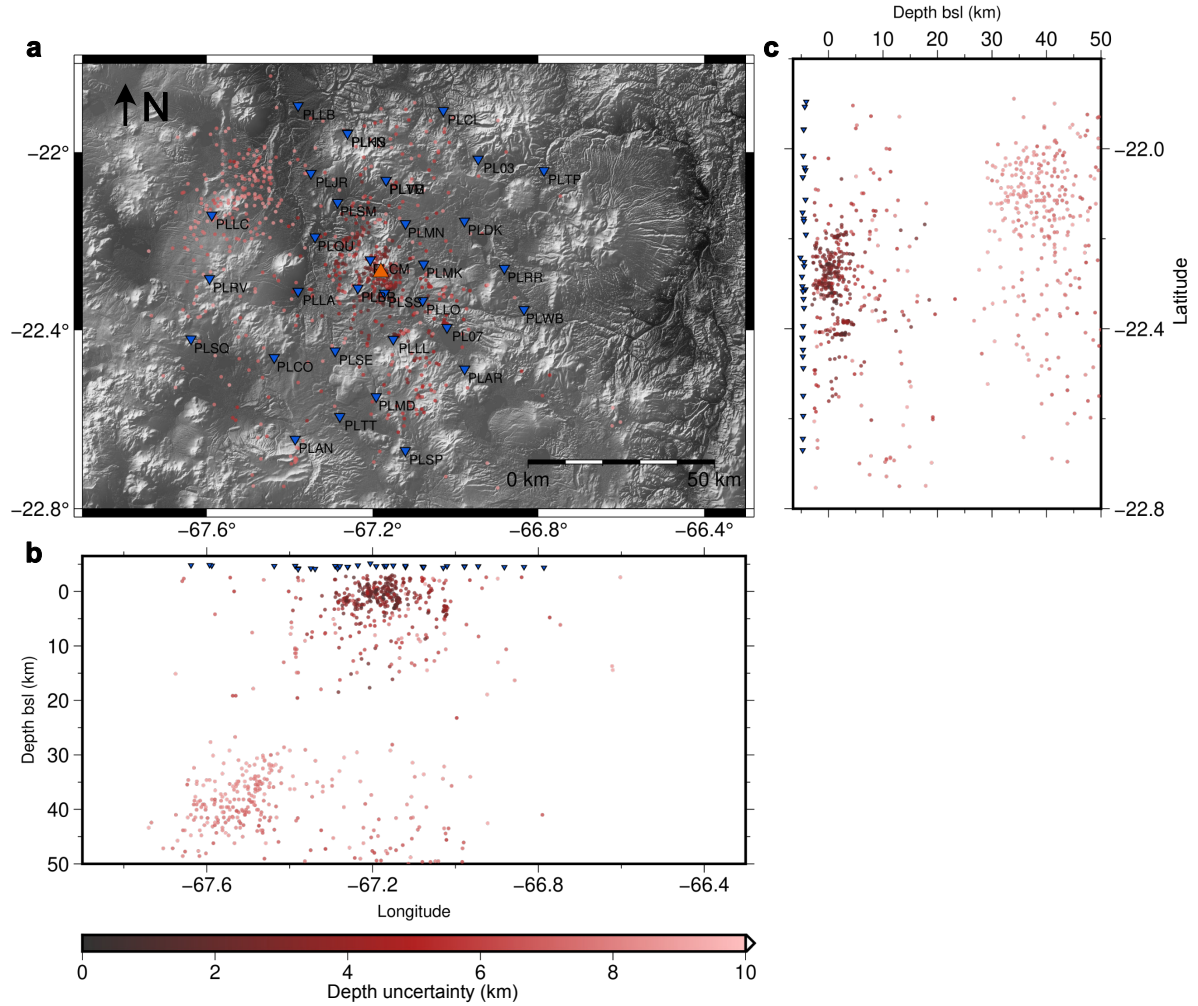 a
N
−22°
−22.4°
−22.8°
−67.6°
−67.2°
−66.8°
−66.4°
PLLB
PLCL
PL03
PLTP
PLJR
PLSM
PLLC
PLMN
PLDK
PLQU
CM
PLMK
PLRR
PLRV
PLLA
PLSS
PLLO
PLWB
PL07
PLSQ
PLLL
PLSE
PLCO
PLAR
PLMD
PLTT
PLAN
PLSP
0 km
50 km
c
Depth bsl (km)
0
10
20
30
40
50
−22.0
−22.4
−22.8
Latitude
b
0
10
20
30
40
50
Depth bsl (km)
−67.6
−67.2
−66.8
−66.4
Longitude
0
2
4
6
8
10
Depth uncertainty (km)